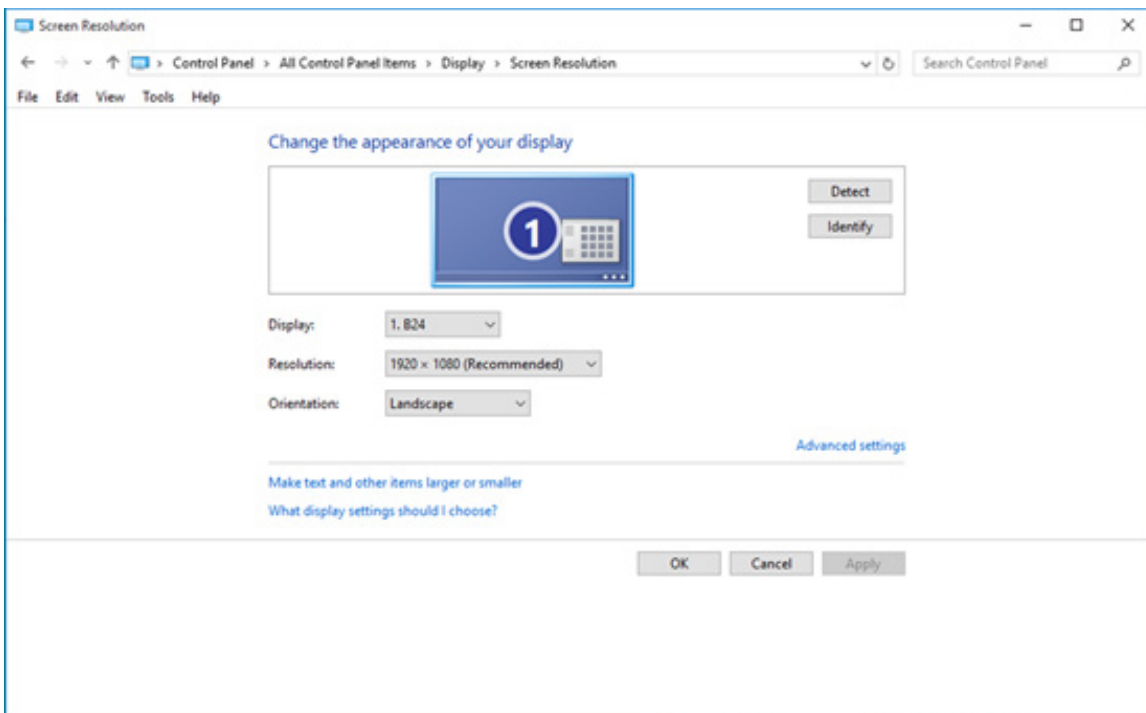 Screen Resolution
Control Panel > All Control Panel Items > Display > Screen Resolution
Search Control Panel
File Edit View Tools Help
Change the appearance of your display
1
Detect
Identify
Display: 1. B24
Resolution: 1920 × 1080 (Recommended)
Orientation: Landscape
Advanced settings
Make text and other items larger or smaller
What display settings should I choose?
OK Cancel Apply